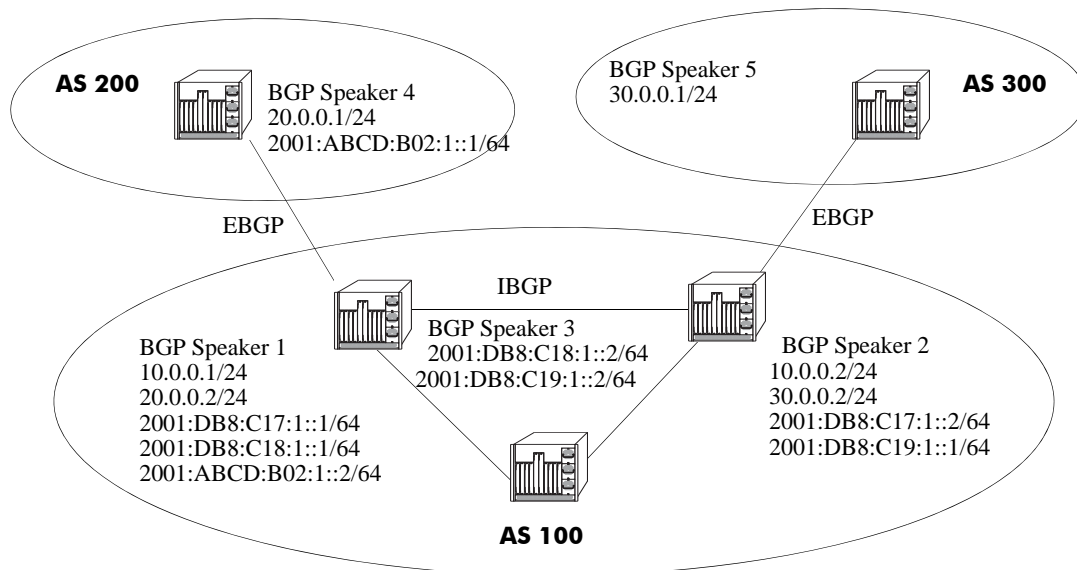 AS 200
BGP Speaker 4
20.0.0.1/24
2001:ABCD:B02:1::1/64
BGP Speaker 5
30.0.0.1/24
AS 300
EBGP
EBGP
IBGP
BGP Speaker 3
2001:DB8:C18:1::2/64
2001:DB8:C19:1::2/64
BGP Speaker 1
10.0.0.1/24
20.0.0.2/24
2001:DB8:C17:1::1/64
2001:DB8:C18:1::1/64
2001:ABCD:B02:1::2/64
BGP Speaker 2
10.0.0.2/24
30.0.0.2/24
2001:DB8:C17:1::2/64
2001:DB8:C19:1::1/64
AS 100